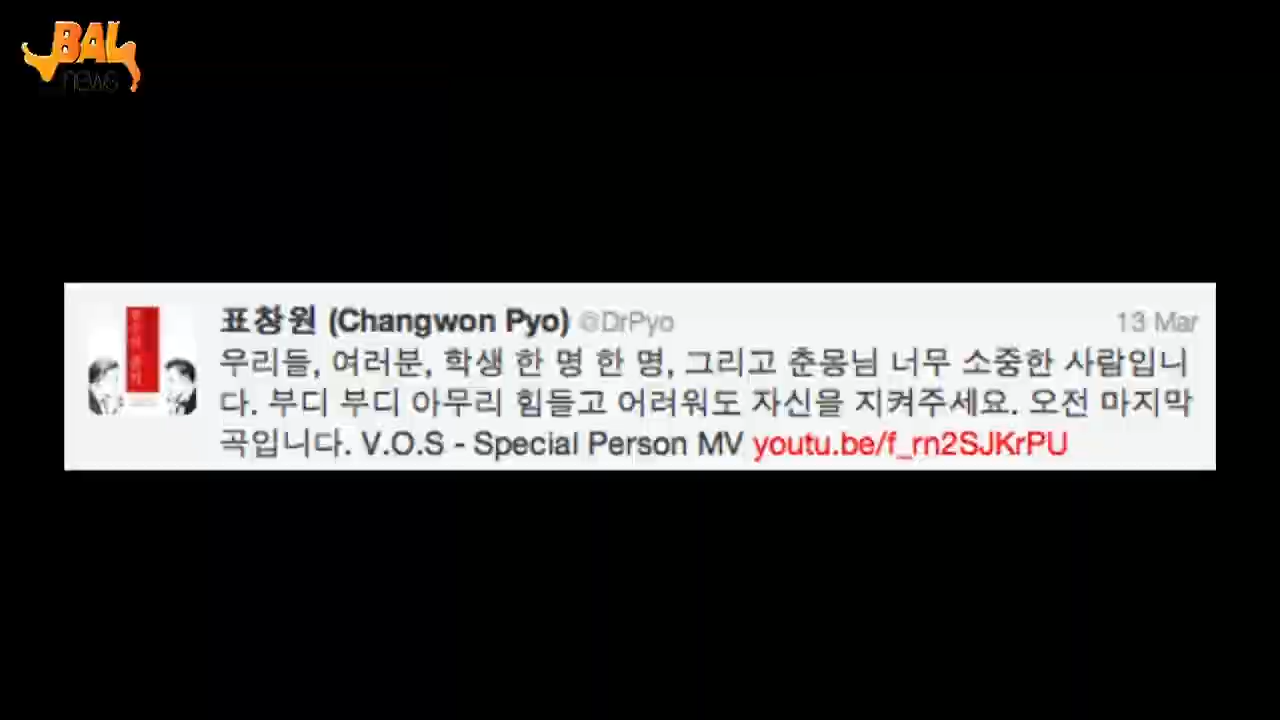 BAL
news
표창원 (Changwon Pyo) @DrPyo 13 Mar
우리들, 여러분, 학생 한 명 한 명, 그리고 춘몽님 너무 소중한 사람입니
다. 부디 부디 아무리 힘들고 어려워도 자신을 지켜주세요. 오전 마지막
곡입니다. V.O.S - Special Person MV youtu.be/f_rn2SJKrPU